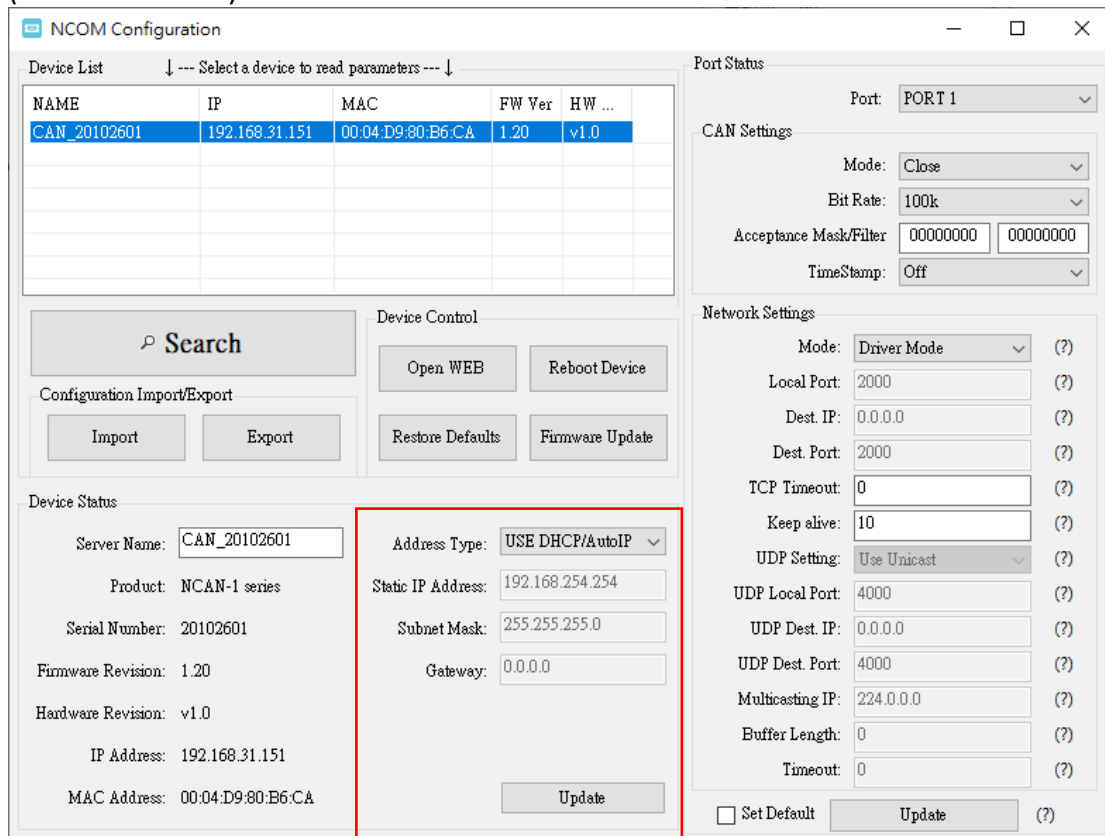 NCOM Configuration
Device List ↓ --- Select a device to read parameters --- ↓
NAME IP MAC FW Ver HW ...
CAN_20102601 192.168.31.151 00:04:D9:80:B6:CA 1.20 v1.0
Search
Configuration Import/Export
Import Export
Device Control
Open WEB Reboot Device
Restore Defaults Firmware Update
Device Status
Server Name: CAN_20102601
Product: NCAN-1 series
Serial Number: 20102601
Firmware Revision: 1.20
Hardware Revision: v1.0
IP Address: 192.168.31.151
MAC Address: 00:04:D9:80:B6:CA
Address Type: USE DHCP/AutoIP
Static IP Address: 192.168.254.254
Subnet Mask: 255.255.255.0
Gateway: 0.0.0.0
Update
Port Status
Port: PORT 1
CAN Settings
Mode: Close
Bit Rate: 100k
Acceptance Mask/Filter 00000000 00000000
TimeStamp: Off
Network Settings
Mode: Driver Mode (?)
Local Port: 2000 (?)
Dest. IP: 0.0.0.0 (?)
Dest. Port: 2000 (?)
TCP Timeout: 0 (?)
Keep alive: 10 (?)
UDP Setting: Use Unicast (?)
UDP Local Port: 4000 (?)
UDP Dest. IP: 0.0.0.0 (?)
UDP Dest. Port: 4000 (?)
Multicasting IP: 224.0.0.0 (?)
Buffer Length: 0 (?)
Timeout: 0 (?)
Set Default Update (?)